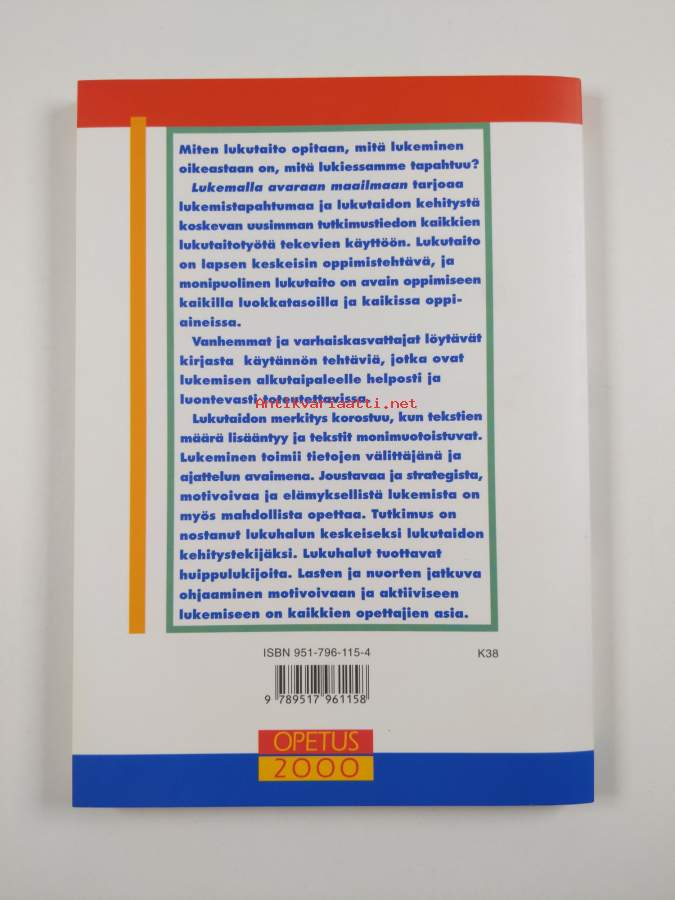 Miten lukutaito opitaan, mitä lukeminen
oikeastaan on, mitä lukiessamme tapahtuu?
Lukemalla avaraan maailmaan tarjoaa
lukemistapahtumaa ja lukutaidon kehitystä
koskevan uusimman tutkimustiedon kaikkien
lukutaitotyötä tekevien käyttöön. Lukutaito
on lapsen keskeisin oppimistehtävä, ja
monipuolinen lukutaito on avain oppimiseen
kaikilla luokkatasoilla ja kaikissa oppi-
aineissa.
Vanhemmat ja varhaiskasvattajat löytävät
kirjasta käytännön tehtäviä, jotka ovat
lukemisen alkutaipaleelle helposti ja
luontevasti toteutettavissa.
Antikvariaatti.net
Lukutaidon merkitys korostuu, kun tekstien
määrä lisääntyy ja tekstit monimuotoistuvat.
Lukeminen toimii tietojen välittäjänä ja
ajattelun avaimena. Joustavaa ja strategista,
motivoivaa ja elämyksellistä lukemista on
myös mahdollista opettaa. Tutkimus on
nostanut lukuhalun keskeiseksi lukutaidon
kehitystekijäksi. Lukuhalut tuottavat
huippulukijoita. Lasten ja nuorten jatkuva
ohjaaminen motivoivaan ja aktiiviseen
lukemiseen on kaikkien opettajien asia.
ISBN 951-796-115-4 K38
9 789517 961158
OPETUS
2000